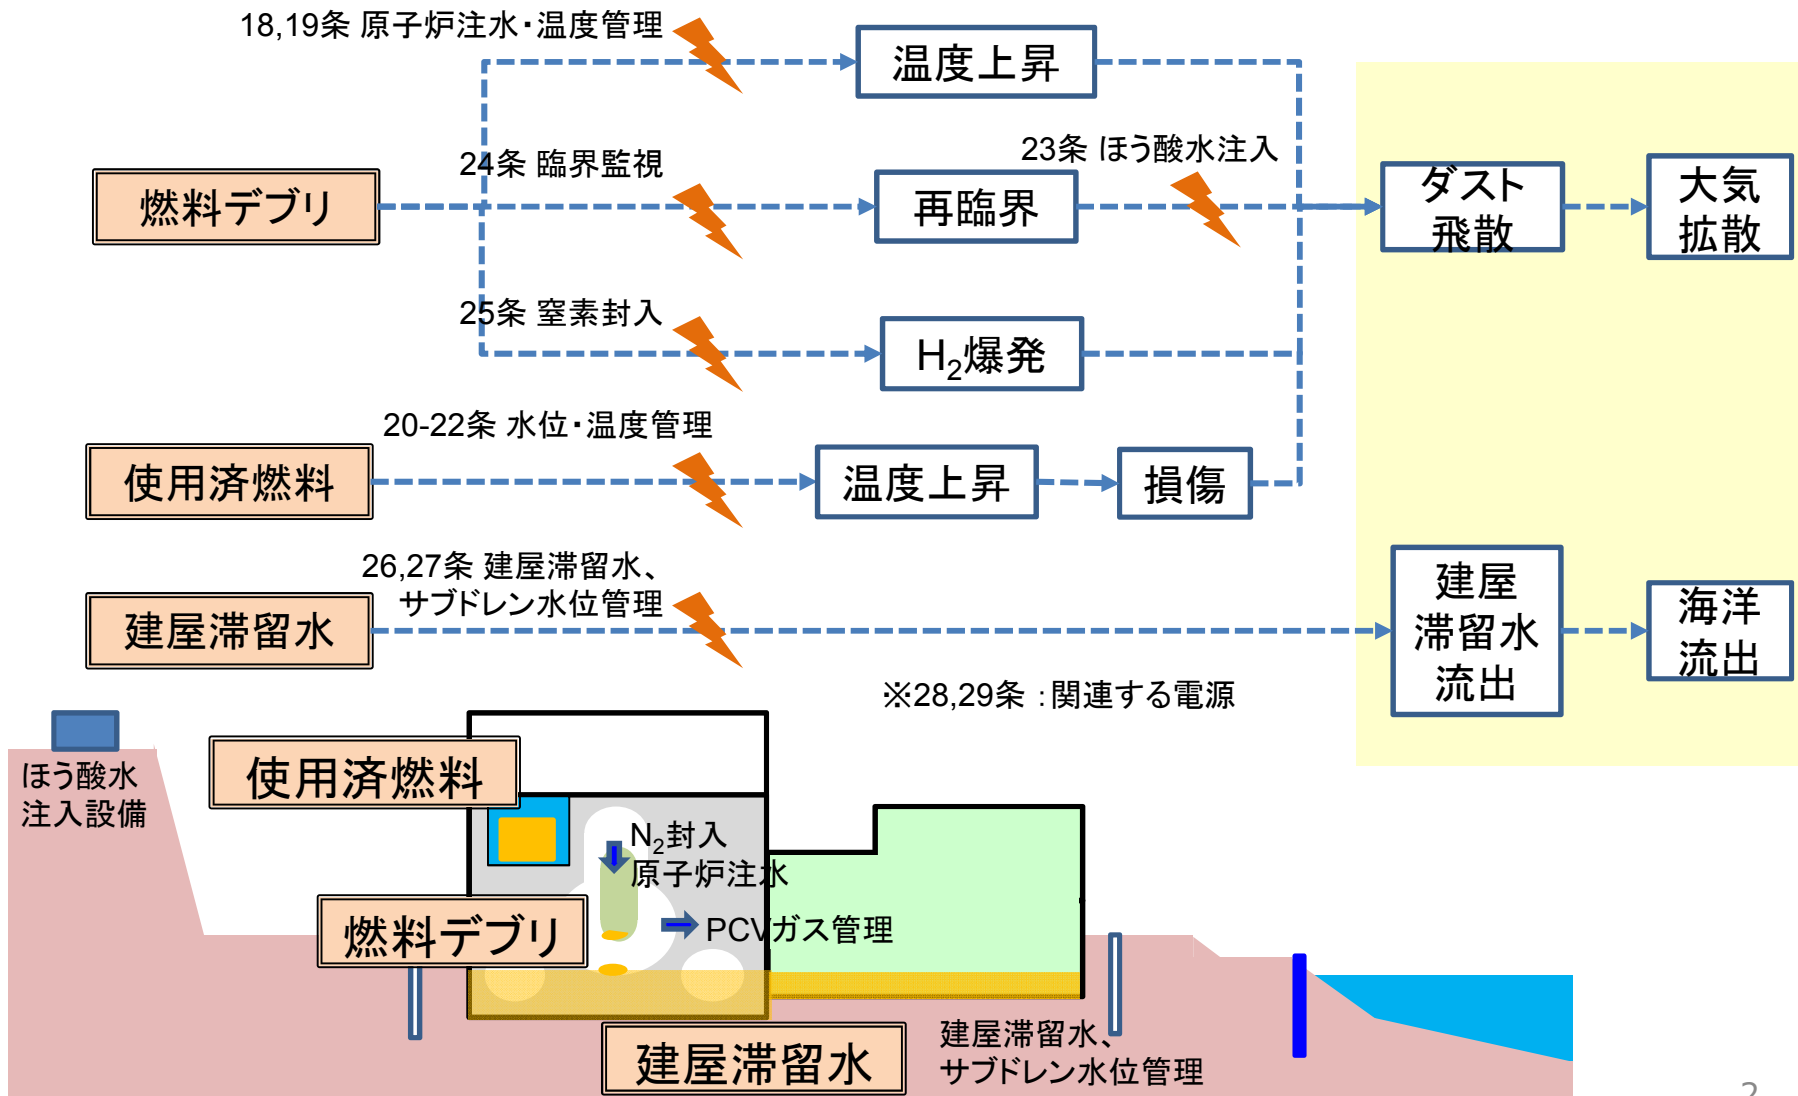 18,19条 原子炉注水・温度管理
温度上昇
24条 臨界監視
23条 ほう酸水注入
燃料デブリ
再臨界
ダスト
飛散
大気
拡散
25条 窒素封入
H₂爆発
20-22条 水位・温度管理
使用済燃料
温度上昇
損傷
26,27条 建屋滞留水、
サブドレン水位管理
建屋滞留水
建屋
滞留水
流出
海洋
流出
※28,29条：関連する電源
使用済燃料
ほう酸水
注入設備
N₂封入
原子炉注水
燃料デブリ
PCVガス管理
建屋滞留水
建屋滞留水、
サブドレン水位管理
2